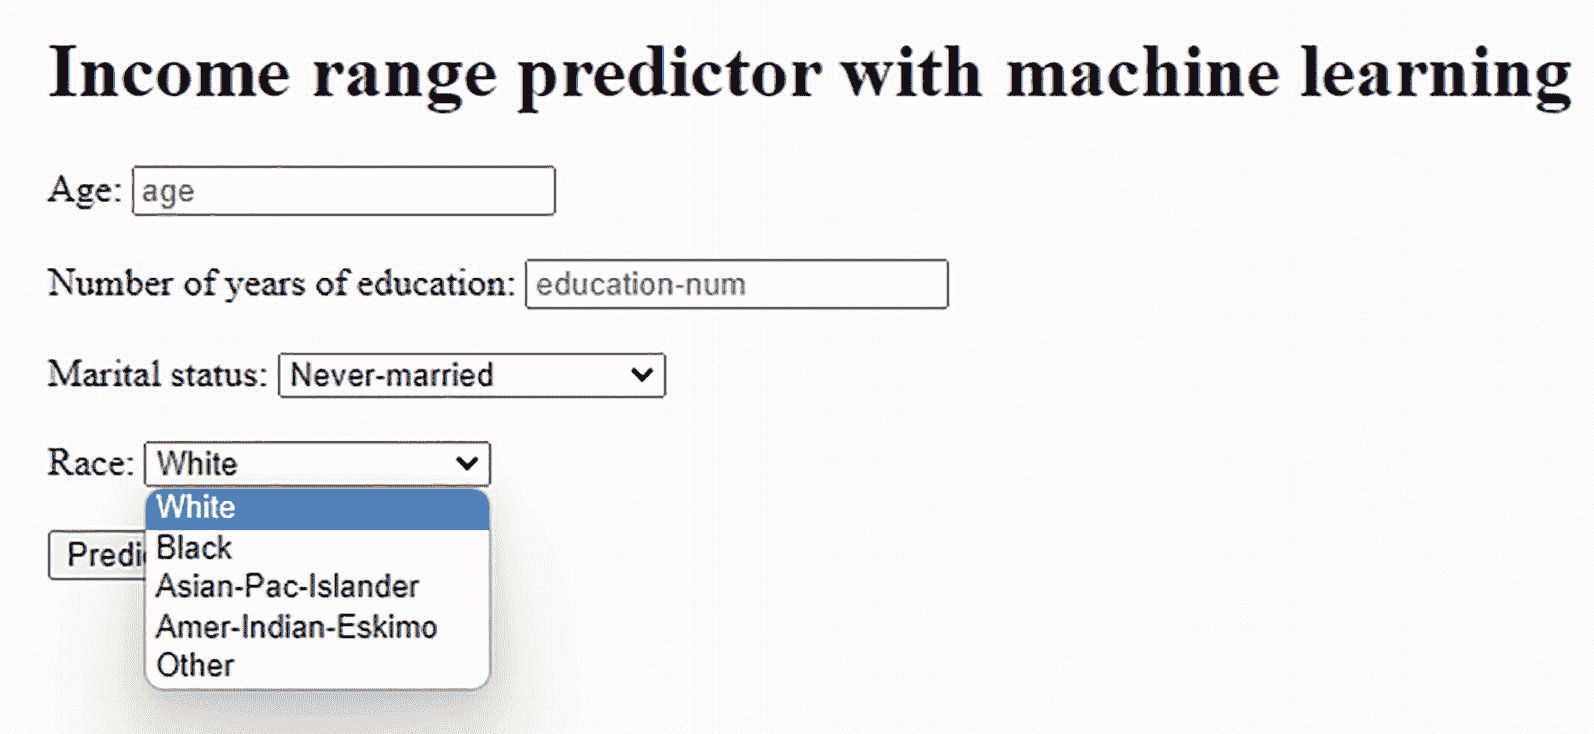 Income range predictor with machine learning
Age: age
Number of years of education: education-num
Marital status: Never-married
Race: White
White
Black
Asian-Pac-Islander
Amer-Indian-Eskimo
Other
Predi